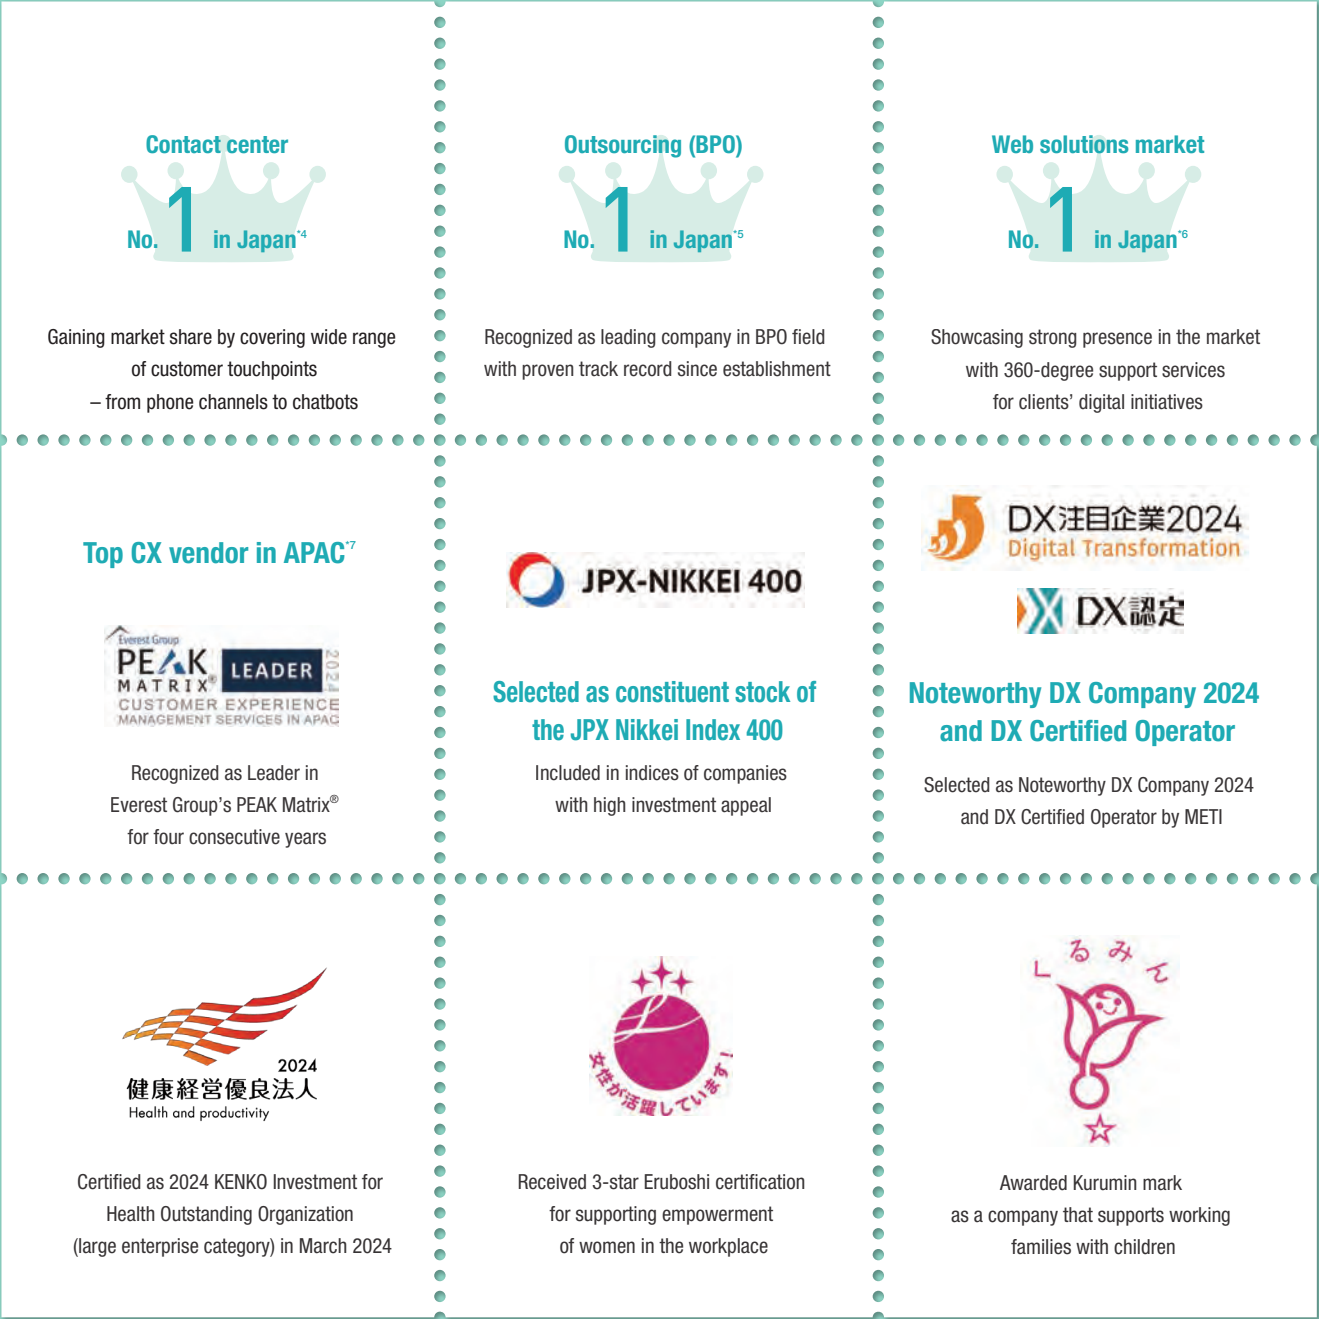 Contact center
No. 1 in Japan*4
Gaining market share by covering wide range
of customer touchpoints
– from phone channels to chatbots
Outsourcing (BPO)
No. 1 in Japan*5
Recognized as leading company in BPO field
with proven track record since establishment
Web solutions market
No. 1 in Japan*6
Showcasing strong presence in the market
with 360-degree support services
for clients’ digital initiatives
Top CX vendor in APAC*7
Everest Group
PEAK
MATRIX®
LEADER
2024
CUSTOMER EXPERIENCE
MANAGEMENT SERVICES IN APAC
Recognized as Leader in
Everest Group’s PEAK Matrix®
for four consecutive years
JPX-NIKKEI 400
Selected as constituent stock of
the JPX Nikkei Index 400
Included in indices of companies
with high investment appeal
DX注目企業2024
Digital Transformation
DX認定
Noteworthy DX Company 2024
and DX Certified Operator
Selected as Noteworthy DX Company 2024
and DX Certified Operator by METI
2024
健康経営優良法人
Health and productivity
Certified as 2024 KENKO Investment for
Health Outstanding Organization
(large enterprise category) in March 2024
女性が活躍しています!
Received 3-star Eruboshi certification
for supporting empowerment
of women in the workplace
くるみん
Awarded Kurumin mark
as a company that supports working
families with children